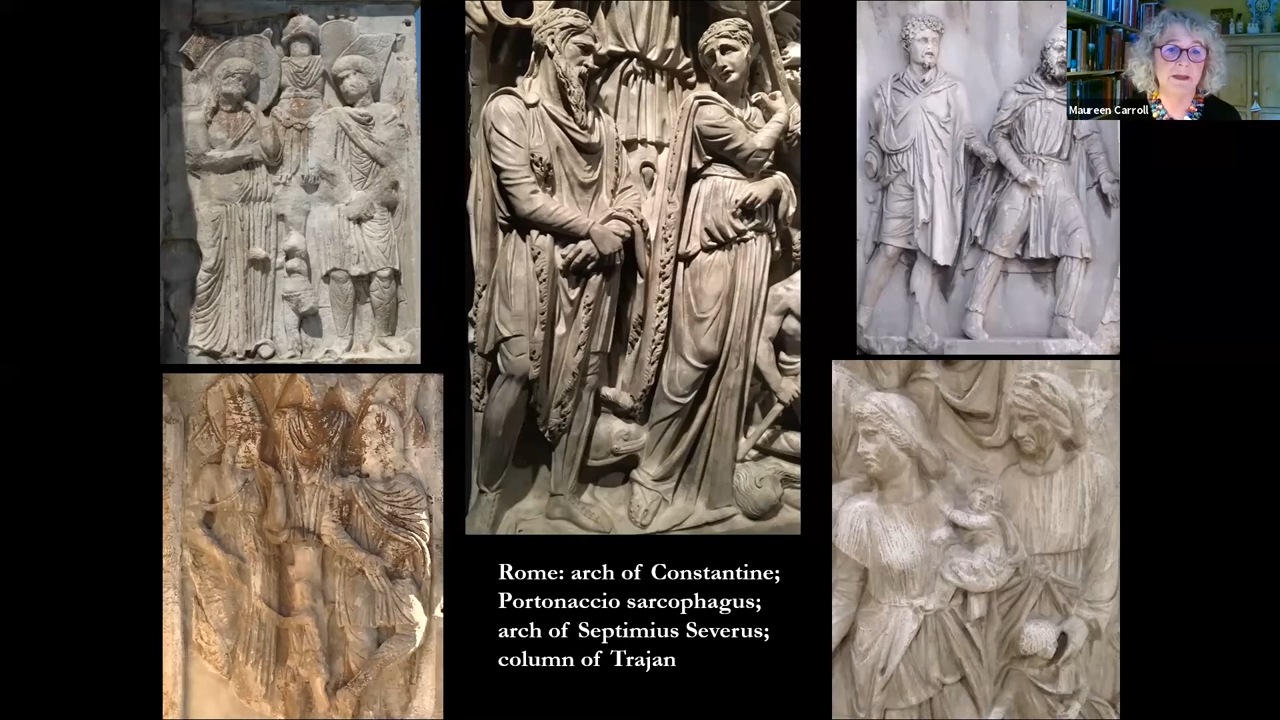 Maureen Carroll
Rome: arch of Constantine;
Portonaccio sarcophagus;
arch of Septimius Severus;
column of Trajan